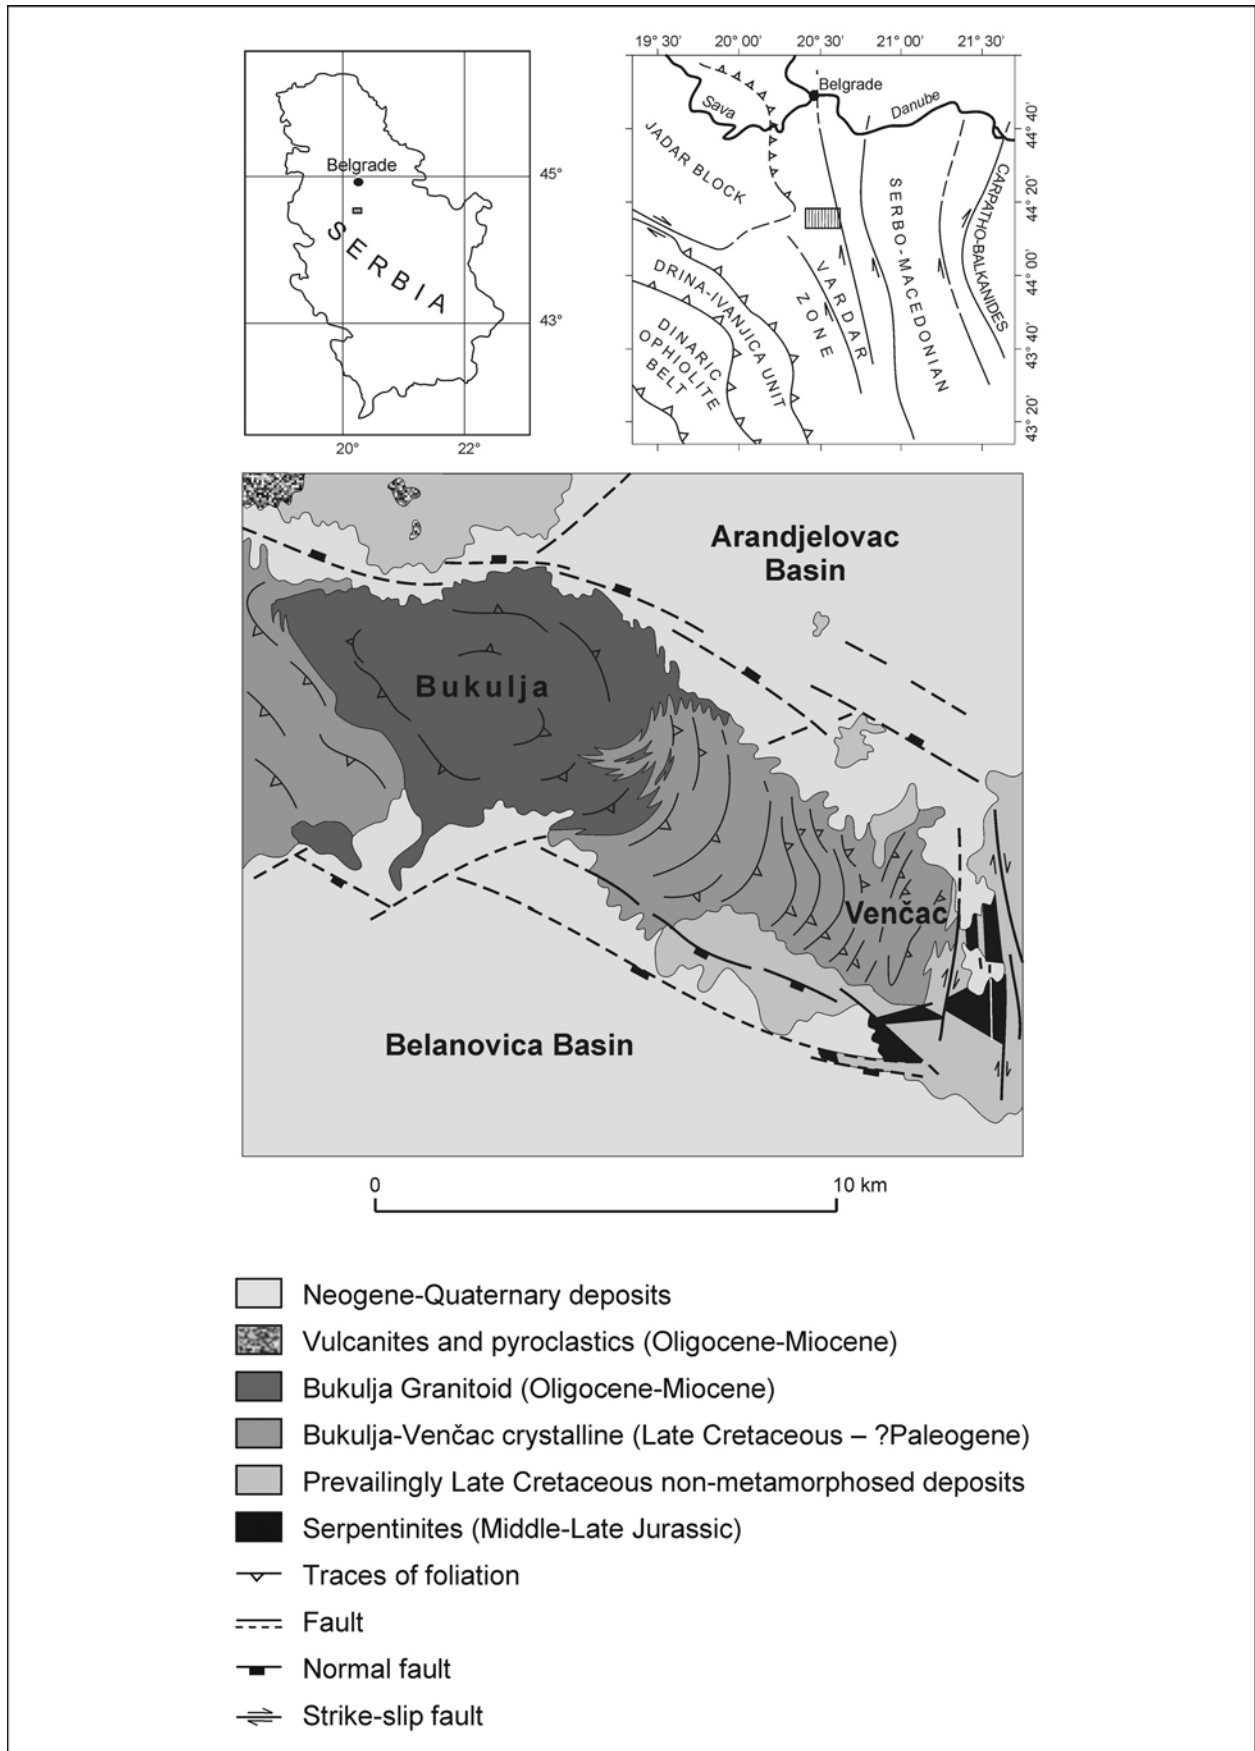 Belgrade
SERBIA
45°
43°
20°
22°
19° 30'
20° 00'
20° 30'
21° 00'
21° 30'
Belgrade
Sava
Danube
JADAR BLOCK
DRINA-IVANJICA UNIT
DINARIC
OPHIOLITE
BELT
VARDAR
ZONE
SERBO-MACEDONIAN
CARPATHO-BALKANIDES
44° 40'
44° 20'
44° 00'
43° 40'
43° 20'
Arandjelovac
Basin
Bukulja
Venčac
Belanovica Basin
0
10 km
Neogene-Quaternary deposits
Vulcanites and pyroclastics (Oligocene-Miocene)
Bukulja Granitoid (Oligocene-Miocene)
Bukulja-Venčac crystalline (Late Cretaceous – ?Paleogene)
Prevailingly Late Cretaceous non-metamorphosed deposits
Serpentinites (Middle-Late Jurassic)
Traces of foliation
Fault
Normal fault
Strike-slip fault